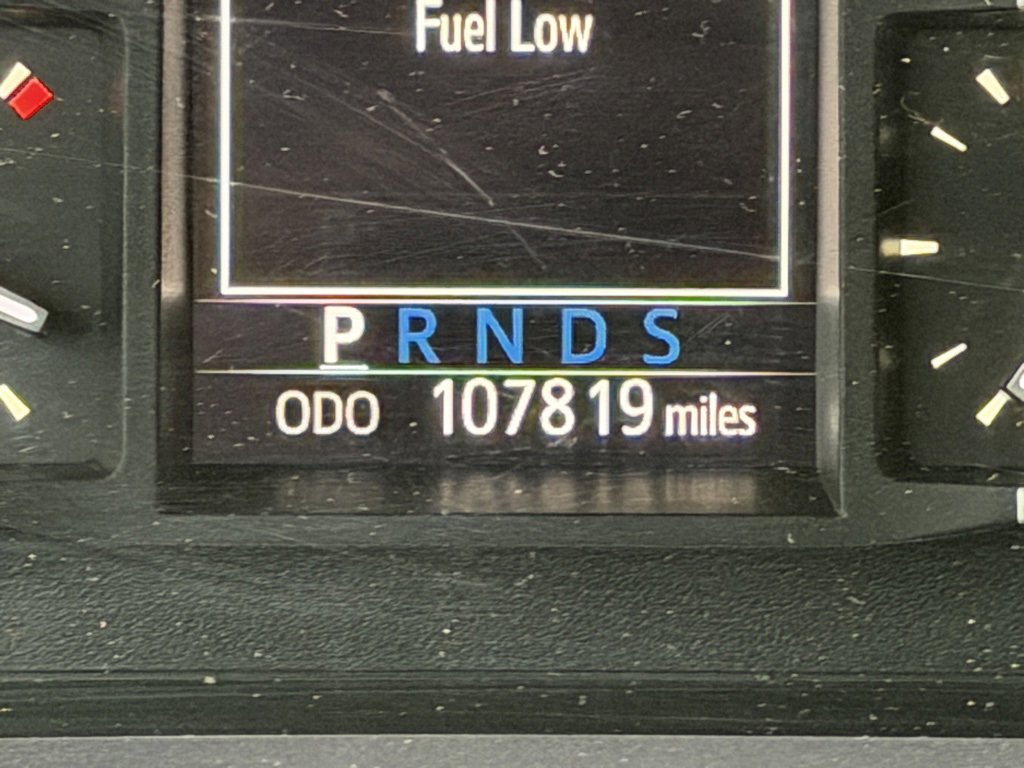 Fuel Low
P R N D S
ODO 107819 miles